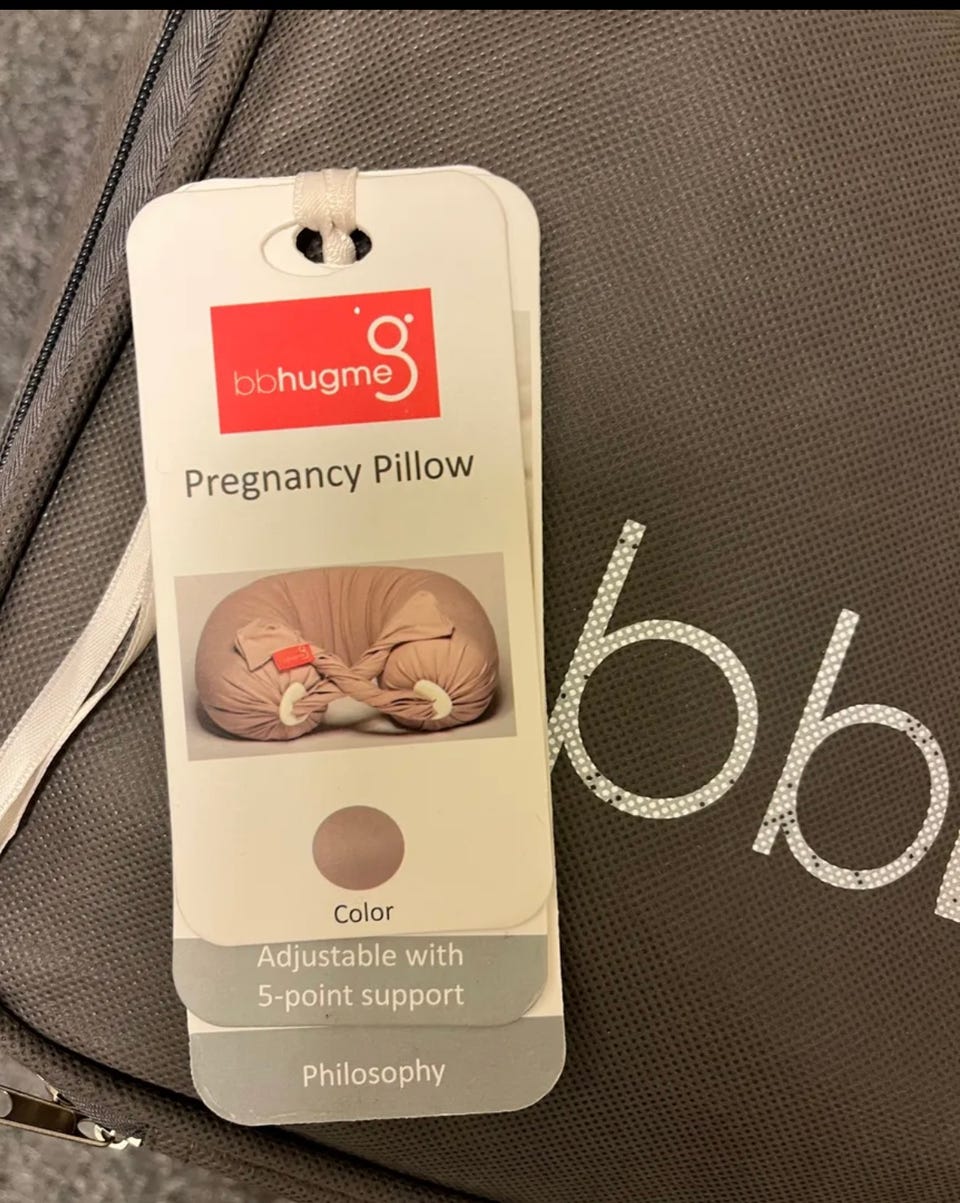 bbhugme
Pregnancy Pillow
Color
Adjustable with
5-point support
Philosophy
bb